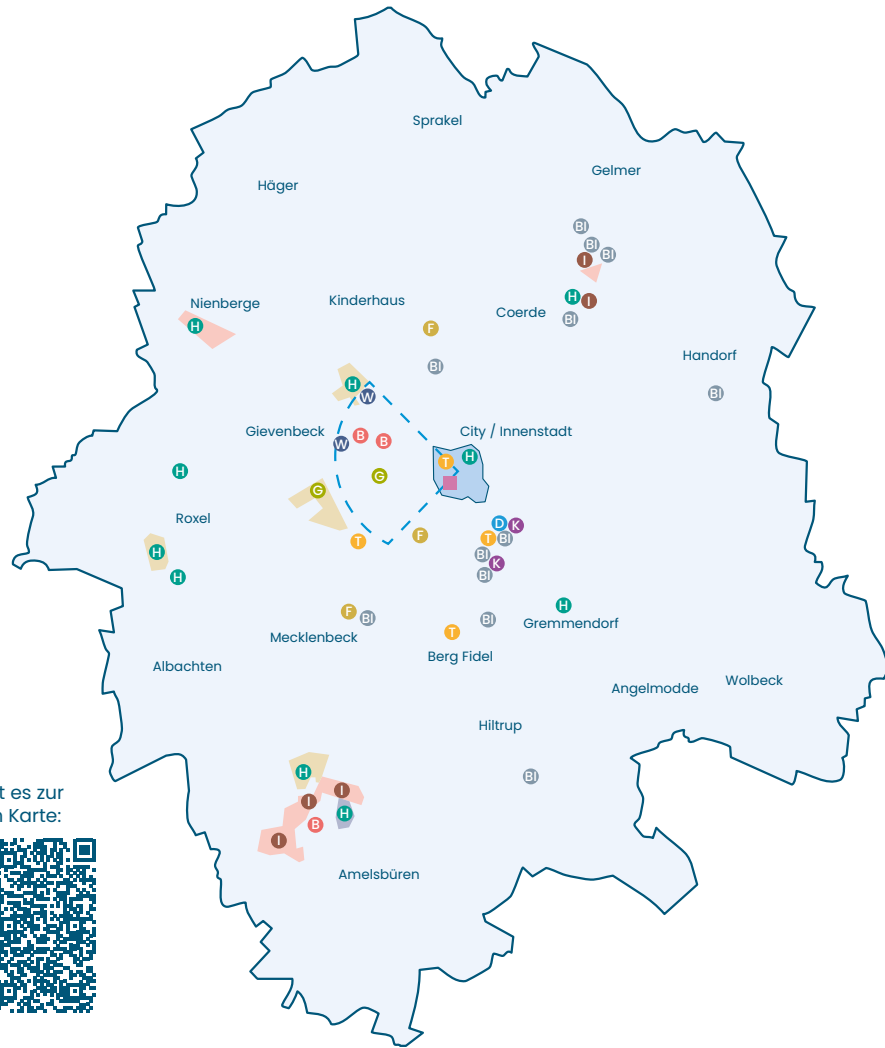 Sprakel
Gelmer
Häger
BI
BI
BI
I
Nienberge
Kinderhaus
H
I
Coerde
BI
H
F
Handorf
BI
BI
H
W
Gievenbeck
B
B
W
City / Innenstadt
T
H
H
G
G
Roxel
D
K
T
BI
F
T
H
BI
K
H
BI
F
BI
H
BI
Gremmendorf
T
Mecklenbeck
Berg Fidel
Albachten
Angelmodde
Wolbeck
Hiltrup
H
BI
I
I
H
B
I
t es zur
Karte:
Amelsbüren